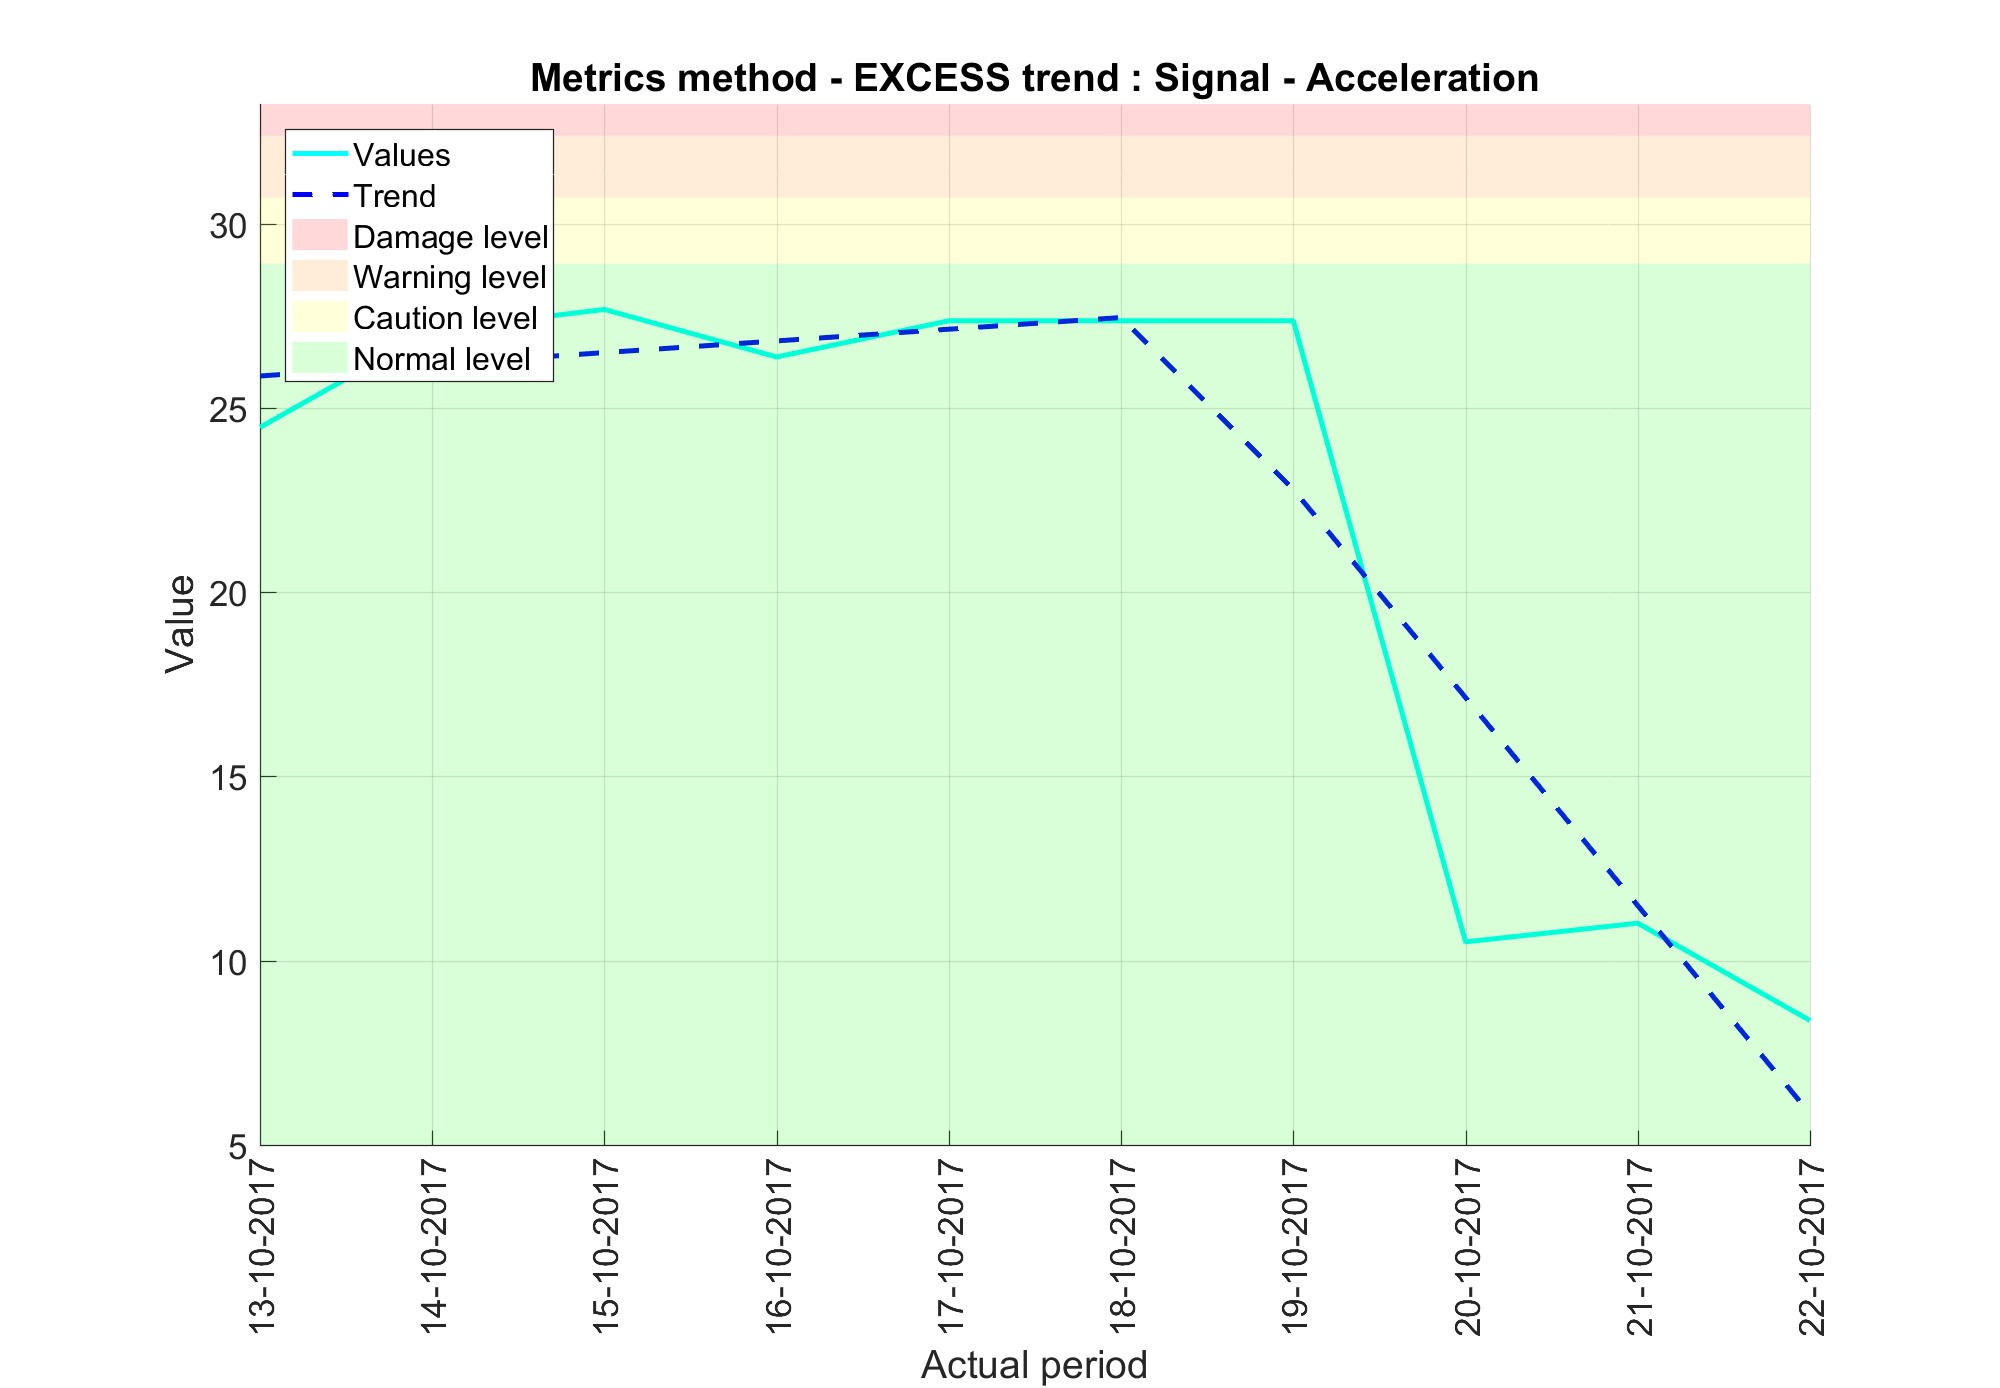 Metrics method - EXCESS trend : Signal - Acceleration
Values
Trend
Damage level
Warning level
Caution level
Normal level
30
25
20
15
10
5
Value
13-10-2017
14-10-2017
15-10-2017
16-10-2017
17-10-2017
18-10-2017
19-10-2017
20-10-2017
21-10-2017
22-10-2017
Actual period